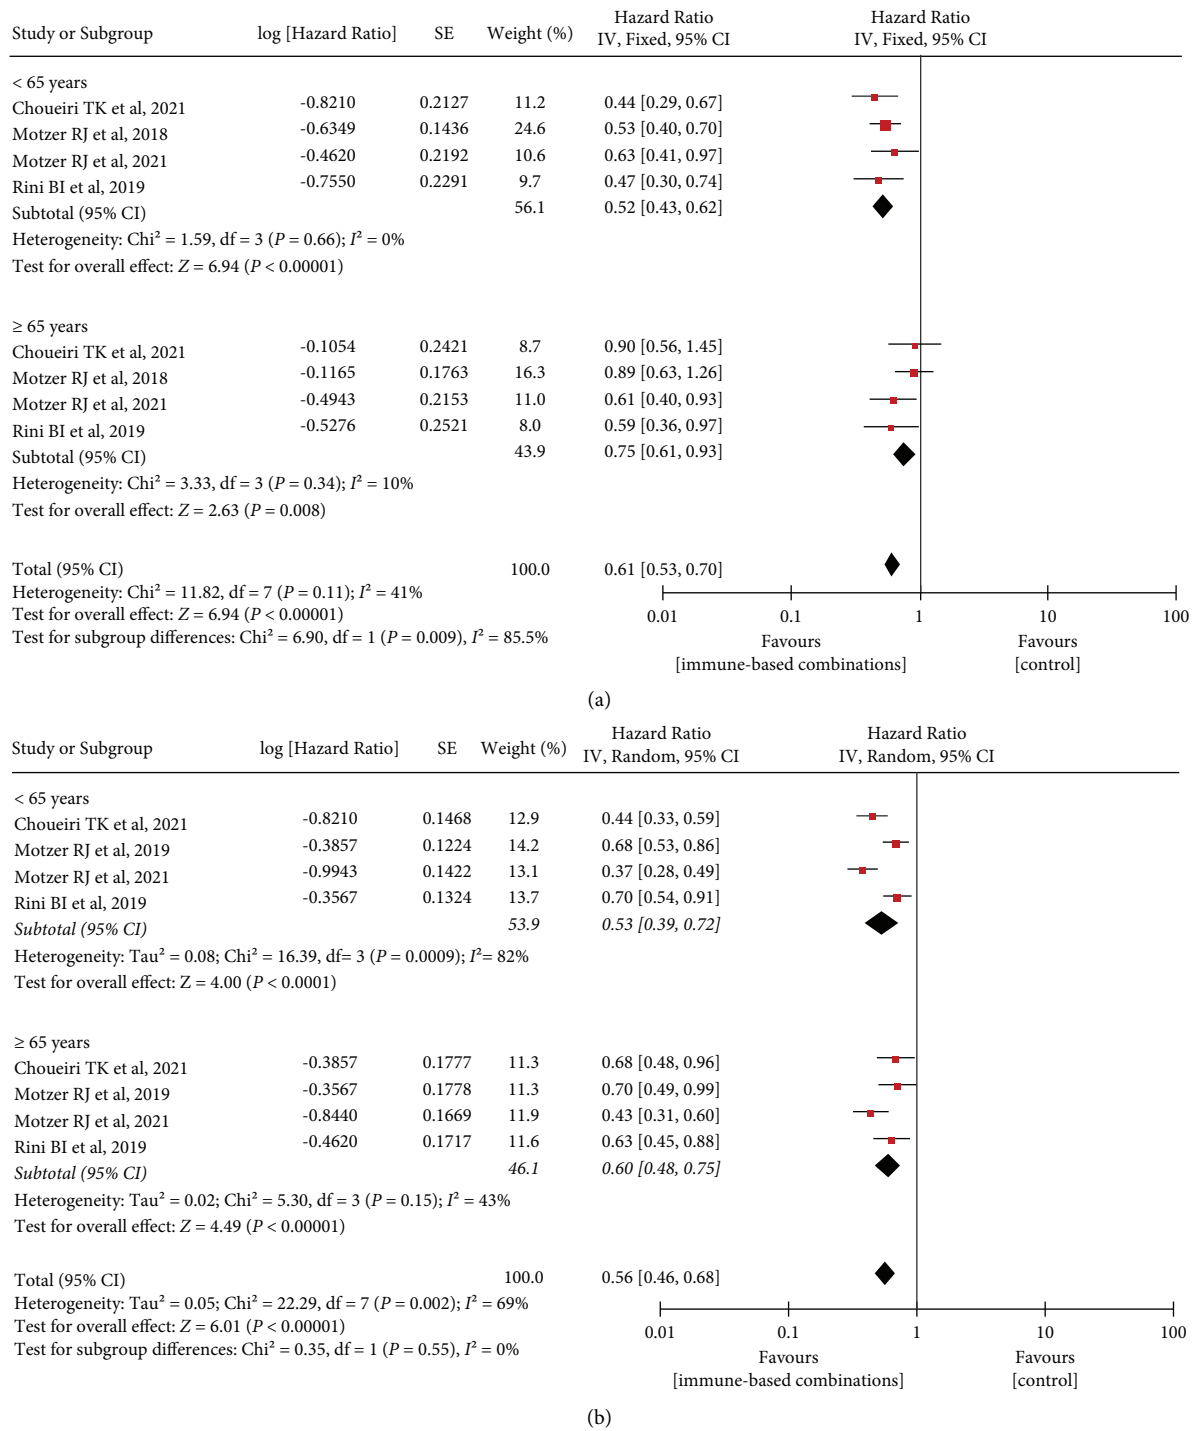 Study or Subgroup log [Hazard Ratio] SE Weight (%) Hazard Ratio IV, Fixed, 95% CI Hazard Ratio IV, Fixed, 95% CI
< 65 years
Choueiri TK et al, 2021 -0.8210 0.2127 11.2 0.44 [0.29, 0.67]
Motzer RJ et al, 2018 -0.6349 0.1436 24.6 0.53 [0.40, 0.70]
Motzer RJ et al, 2021 -0.4620 0.2192 10.6 0.63 [0.41, 0.97]
Rini BI et al, 2019 -0.7550 0.2291 9.7 0.47 [0.30, 0.74]
Subtotal (95% CI) 56.1 0.52 [0.43, 0.62]
Heterogeneity: Chi² = 1.59, df = 3 (P = 0.66); I² = 0%
Test for overall effect: Z = 6.94 (P < 0.00001)
≥ 65 years
Choueiri TK et al, 2021 -0.1054 0.2421 8.7 0.90 [0.56, 1.45]
Motzer RJ et al, 2018 -0.1165 0.1763 16.3 0.89 [0.63, 1.26]
Motzer RJ et al, 2021 -0.4943 0.2153 11.0 0.61 [0.40, 0.93]
Rini BI et al, 2019 -0.5276 0.2521 8.0 0.59 [0.36, 0.97]
Subtotal (95% CI) 43.9 0.75 [0.61, 0.93]
Heterogeneity: Chi² = 3.33, df = 3 (P = 0.34); I² = 10%
Test for overall effect: Z = 2.63 (P = 0.008)
Total (95% CI) 100.0 0.61 [0.53, 0.70]
Heterogeneity: Chi² = 11.82, df = 7 (P = 0.11); I² = 41%
Test for overall effect: Z = 6.94 (P < 0.00001)
Test for subgroup differences: Chi² = 6.90, df = 1 (P = 0.009), I² = 85.5%
0.01 0.1 1 10 100
Favours Favours
[immune-based combinations] [control]
(a)
Study or Subgroup log [Hazard Ratio] SE Weight (%) Hazard Ratio IV, Random, 95% CI Hazard Ratio IV, Random, 95% CI
< 65 years
Choueiri TK et al, 2021 -0.8210 0.1468 12.9 0.44 [0.33, 0.59]
Motzer RJ et al, 2019 -0.3857 0.1224 14.2 0.68 [0.53, 0.86]
Motzer RJ et al, 2021 -0.9943 0.1422 13.1 0.37 [0.28, 0.49]
Rini BI et al, 2019 -0.3567 0.1324 13.7 0.70 [0.54, 0.91]
Subtotal (95% CI) 53.9 0.53 [0.39, 0.72]
Heterogeneity: Tau² = 0.08; Chi² = 16.39, df= 3 (P = 0.0009); I²= 82%
Test for overall effect: Z = 4.00 (P < 0.0001)
≥ 65 years
Choueiri TK et al, 2021 -0.3857 0.1777 11.3 0.68 [0.48, 0.96]
Motzer RJ et al, 2019 -0.3567 0.1778 11.3 0.70 [0.49, 0.99]
Motzer RJ et al, 2021 -0.8440 0.1669 11.9 0.43 [0.31, 0.60]
Rini BI et al, 2019 -0.4620 0.1717 11.6 0.63 [0.45, 0.88]
Subtotal (95% CI) 46.1 0.60 [0.48, 0.75]
Heterogeneity: Tau² = 0.02; Chi² = 5.30, df = 3 (P = 0.15); I² = 43%
Test for overall effect: Z = 4.49 (P < 0.00001)
Total (95% CI) 100.0 0.56 [0.46, 0.68]
Heterogeneity: Tau² = 0.05; Chi² = 22.29, df = 7 (P = 0.002); I² = 69%
Test for overall effect: Z = 6.01 (P < 0.00001)
Test for subgroup differences: Chi² = 0.35, df = 1 (P = 0.55), I² = 0%
0.01 0.1 1 10 100
Favours Favours
[immune-based combinations] [control]
(b)